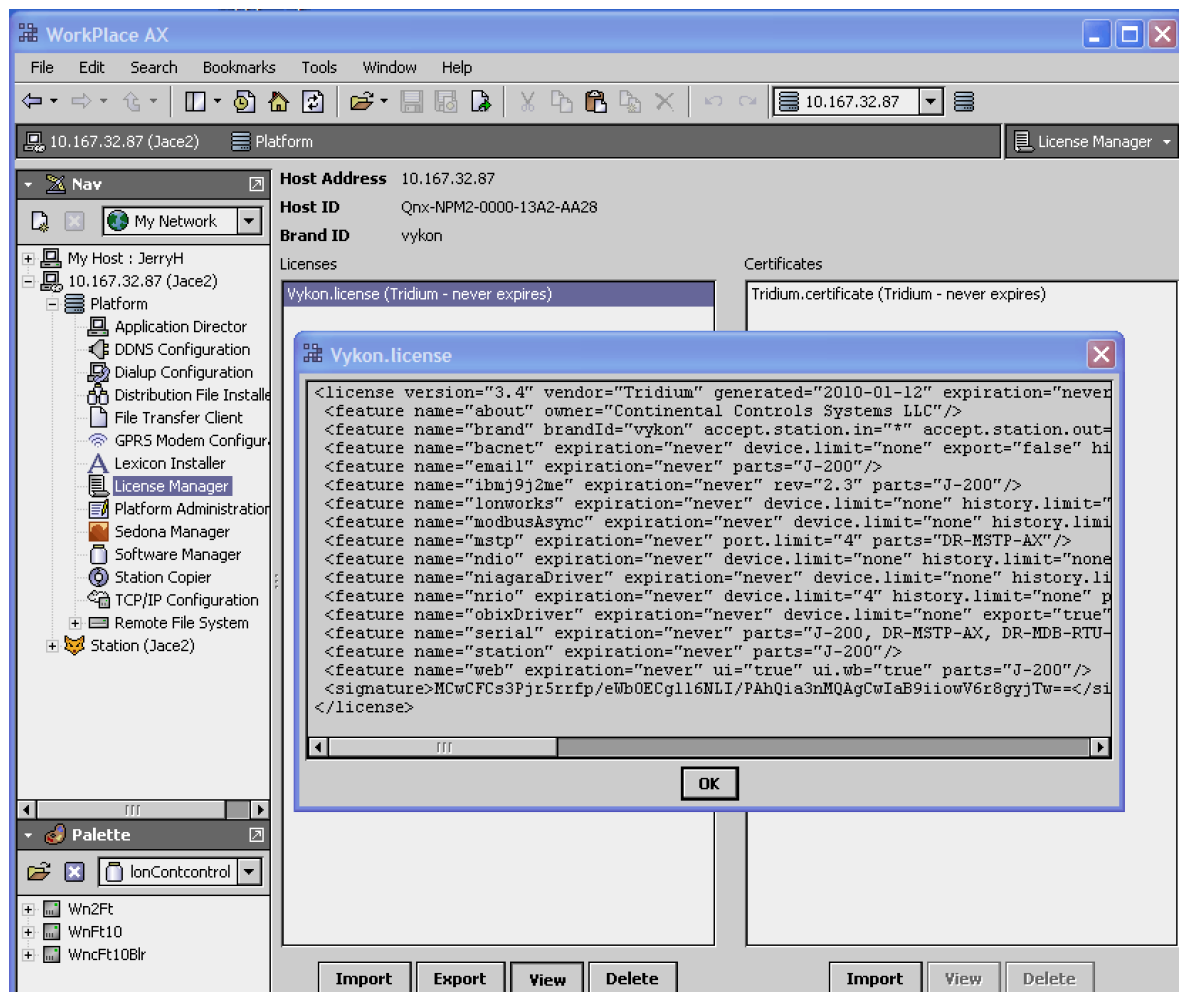 WorkPlace AX
File Edit Search Bookmarks Tools Window Help
10.167.32.87
10.167.32.87 (Jace2) Platform License Manager
Nav
My Network
My Host : JerryH
10.167.32.87 (Jace2)
Platform
Application Director
DDNS Configuration
Dialup Configuration
Distribution File Installe
File Transfer Client
GPRS Modem Configur
Lexicon Installer
License Manager
Platform Administration
Sedona Manager
Software Manager
Station Copier
TCP/IP Configuration
Remote File System
Station (Jace2)
Palette
lonContcontrol
Wn2Ft
WnFt10
WncFt10Blr
Host Address 10.167.32.87
Host ID Qnx-NPM2-0000-13A2-AA28
Brand ID vykon
Licenses
Vykon.license (Tridium - never expires)
Certificates
Tridium.certificate (Tridium - never expires)
Vykon.license
<license version="3.4" vendor="Tridium" generated="2010-01-12" expiration="never
<feature name="about" owner="Continental Controls Systems LLC"/>
<feature name="brand" brandId="vykon" accept.station.in="*" accept.station.out=
<feature name="bacnet" expiration="never" device.limit="none" export="false" hi
<feature name="email" expiration="never" parts="J-200"/>
<feature name="ibmj9j2me" expiration="never" rev="2.3" parts="J-200"/>
<feature name="lonworks" expiration="never" device.limit="none" history.limit="
<feature name="modbusAsync" expiration="never" device.limit="none" history.limi
<feature name="mstp" expiration="never" port.limit="4" parts="DR-MSTP-AX"/>
<feature name="ndio" expiration="never" device.limit="none" history.limit="none
<feature name="niagaraDriver" expiration="never" device.limit="none" history.li
<feature name="nrio" expiration="never" device.limit="4" history.limit="none" p
<feature name="obixDriver" expiration="never" device.limit="none" export="true"
<feature name="serial" expiration="never" parts="J-200, DR-MSTP-AX, DR-MDB-RTU-
<feature name="station" expiration="never" parts="J-200"/>
<feature name="web" expiration="never" ui="true" ui.wb="true" parts="J-200"/>
<signature>MCwCFCs3Pjr5rrfp/eWb0ECgll6NLI/PAhQia3nMQAgCwIaB9iiowV6r8gyjTw==</si
</license>
OK
Import Export View Delete
Import View Delete